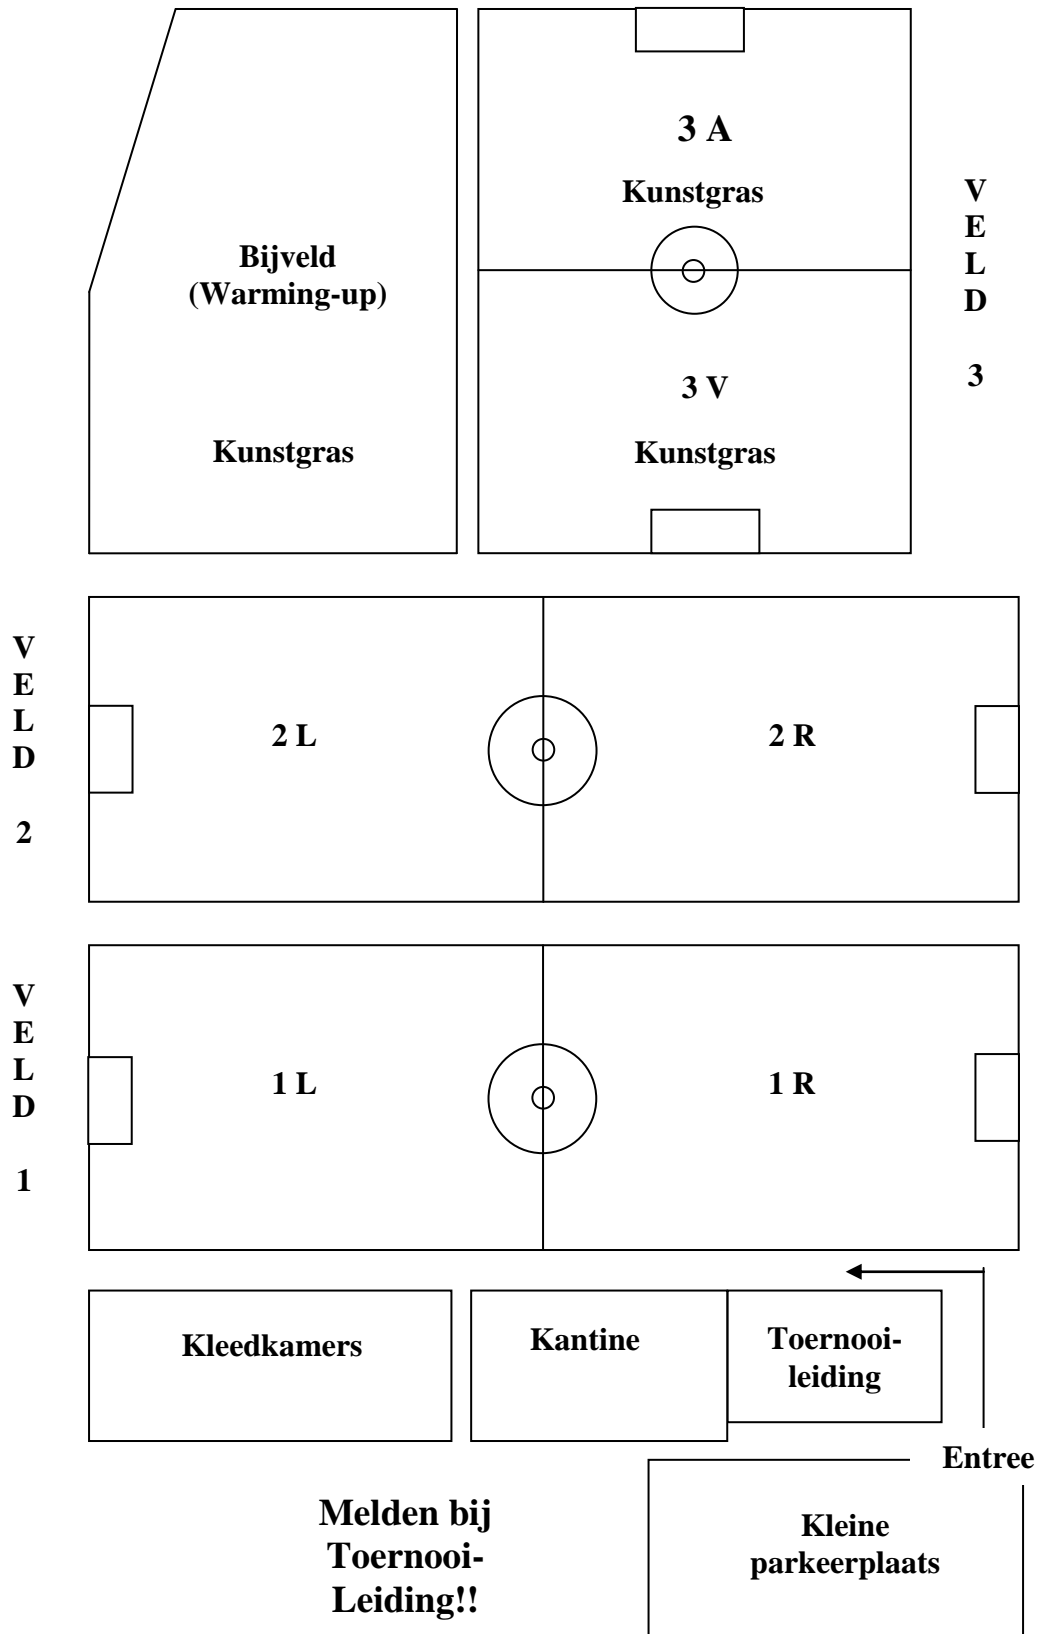 3 A
Kunstgras
Bijveld
(Warming-up)
Kunstgras
3 V
Kunstgras
V
E
L
D
3
V
E
L
D
2
2 L
2 R
V
E
L
D
1
1 L
1 R
Kleedkamers
Kantine
Toernooi-
leiding
Entree
Melden bij
Toernooi-
Leiding!!
Kleine
parkeerplaats